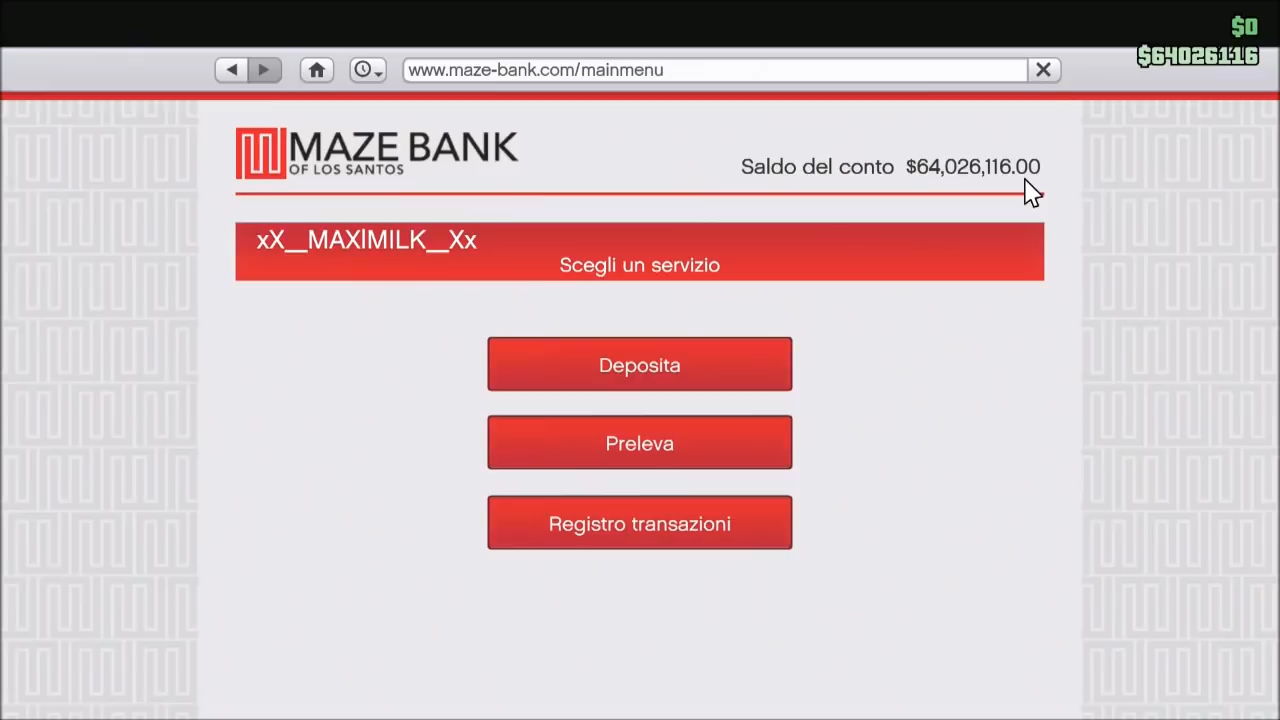 $0
$64026116
www.maze-bank.com/mainmenu
MAZE BANK
OF LOS SANTOS
Saldo del conto $64,026,116.00
xX__MAXIMILK__Xx
Scegli un servizio
Deposita
Preleva
Registro transazioni